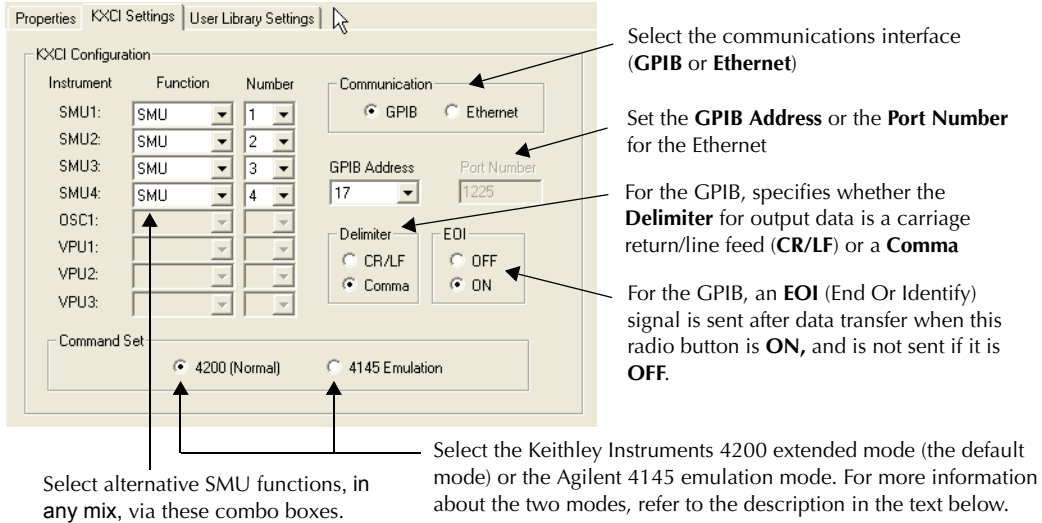 Properties KXCI Settings User Library Settings
KXCI Configuration
Instrument Function Number
SMU1: SMU 1
SMU2: SMU 2
SMU3: SMU 3
SMU4: SMU 4
OSC1:
VPU1:
VPU2:
VPU3:
Communication
GPIB Ethernet
GPIB Address Port Number
17 1225
Delimiter EOI
CR/LF OFF
Comma ON
Command Set
4200 (Normal) 4145 Emulation
Select the communications interface
(GPIB or Ethernet)
Set the GPIB Address or the Port Number
for the Ethernet
For the GPIB, specifies whether the
Delimiter for output data is a carriage
return/line feed (CR/LF) or a Comma
For the GPIB, an EOI (End Or Identify)
signal is sent after data transfer when this
radio button is ON, and is not sent if it is
OFF.
Select the Keithley Instruments 4200 extended mode (the default
mode) or the Agilent 4145 emulation mode. For more information
about the two modes, refer to the description in the text below.
Select alternative SMU functions, in
any mix, via these combo boxes.